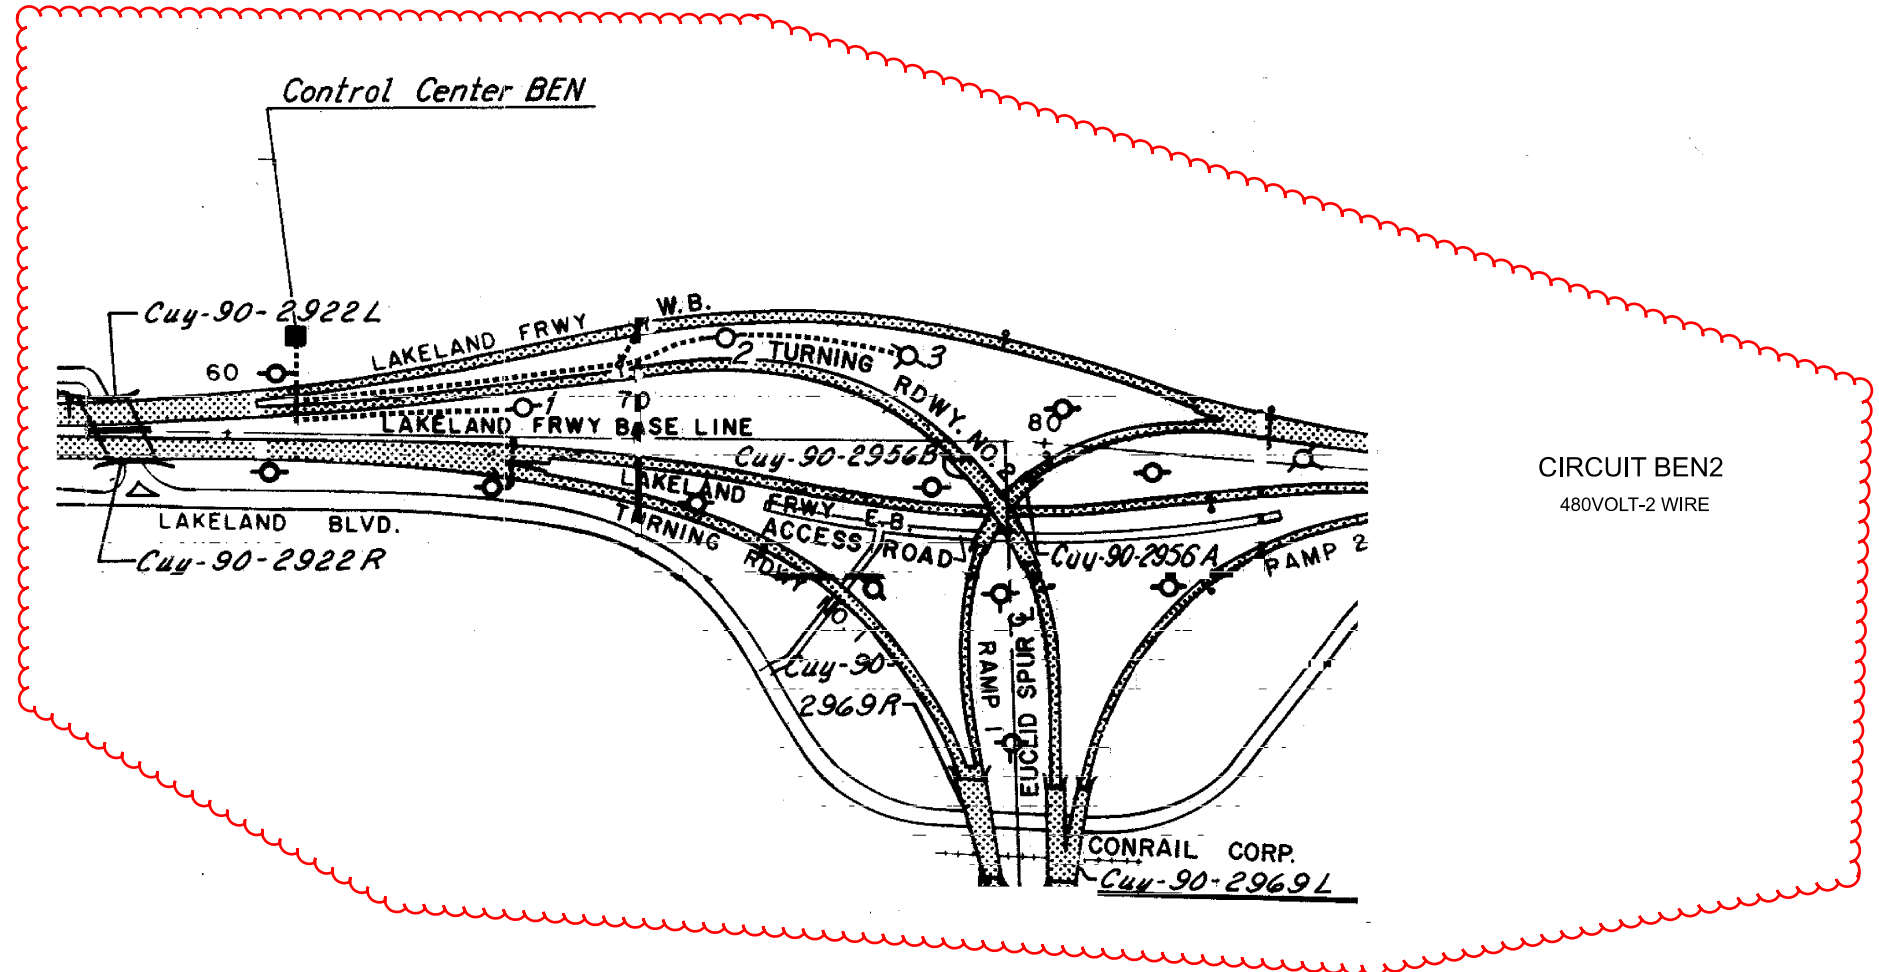 Control Center BEN
Cuy-90-2922L
W.B.
LAKELAND FRWY
60
2 TURNING RDWY. NO. 2
3
1
70
80
LAKELAND FRWY BASE LINE
Cuy-90-2956B
LAKELAND FRWY. E.B.
ACCESS ROAD
LAKELAND BLVD.
TURNING RDWY NO. 1
Cuy-90-2922R
Cuy-90-2956A
RAMP 2
CIRCUIT BEN2
480VOLT-2 WIRE
RAMP 1
EUCLID SPUR
Cuy-90-
2969R
CONRAIL CORP.
Cuy-90-2969L